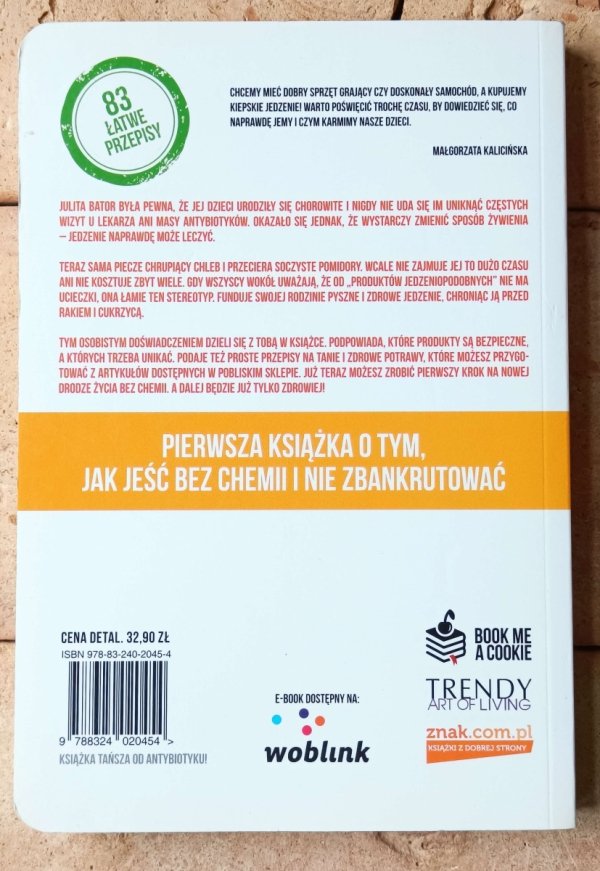 83
ŁATWE
PRZEPISY
CHCEMY MIEĆ DOBRY SPRZĘT GRAJĄCY CZY DOSKONAŁY SAMOCHÓD, A KUPUJEMY
KIEPSKIE JEDZENIE! WARTO POŚWIĘCIĆ TROCHĘ CZASU, BY DOWIEDZIEĆ SIĘ, CO
NAPRAWDĘ JEMY I CZYM KARMIMY NASZE DZIECI.
MAŁGORZATA KALICIŃSKA
JULITA BATOR BYŁA PEWNA, ŻE JEJ DZIECI URODZIŁY SIĘ CHOROWITE I NIGDY NIE UDA SIĘ IM UNIKNĄĆ CZĘSTYCH
WIZYT U LEKARZA ANI MASY ANTYBIOTYKÓW. OKAZAŁO SIĘ JEDNAK, ŻE WYSTARCZY ZMIENIĆ SPOSÓB ŻYWIENIA
– JEDZENIE NAPRAWDĘ MOŻE LECZYĆ.
TERAZ SAMA PIECZE CHRUPIĄCY CHLEB I PRZECIERA SOCZYSTE POMIDORY. WCALE NIE ZAJMUJE JEJ TO DUŻO CZASU
ANI NIE KOSZTUJE ZBYT WIELE. GDY WSZYSCY WOKÓŁ UWAŻAJĄ, ŻE OD „PRODUKTÓW JEDZENIOPODOBNYCH" NIE MA
UCIECZKI, ONA ŁAMIE TEN STEREOTYP. FUNDUJE SWOJEJ RODZINIE PYSZNE I ZDROWE JEDZENIE, CHRONIĄC JĄ PRZED
RAKIEM I CUKRZYCĄ.
TYM OSOBISTYM DOŚWIADCZENIEM DZIELI SIĘ Z TOBĄ W KSIĄŻCE. PODPOWIADA, KTÓRE PRODUKTY SĄ BEZPIECZNE,
A KTÓRYCH TRZEBA UNIKAĆ. PODAJE TEŻ PROSTE PRZEPISY NA TANIE I ZDROWE POTRAWY, KTÓRE MOŻESZ PRZYGO-
TOWAĆ Z ARTYKUŁÓW DOSTĘPNYCH W POBLISKIM SKLEPIE. JUŻ TERAZ MOŻESZ ZROBIĆ PIERWSZY KROK NA NOWEJ
DRODZE ŻYCIA BEZ CHEMII. A DALEJ BĘDZIE JUŻ TYLKO ZDROWIEJ!
PIERWSZA KSIĄŻKA O TYM,
JAK JEŚĆ BEZ CHEMII I NIE ZBANKRUTOWAĆ
CENA DETAL. 32,90 ZŁ
ISBN 978-83-240-2045-4
9 788324 020454 >
KSIĄŻKA TAŃSZA OD ANTYBIOTYKU!
E-BOOK DOSTĘPNY NA:
woblink
BOOK ME
A COOKIE
TRENDY
ART OF LIVING
znak.com.pl
KSIĄŻKI Z DOBREJ STRONY